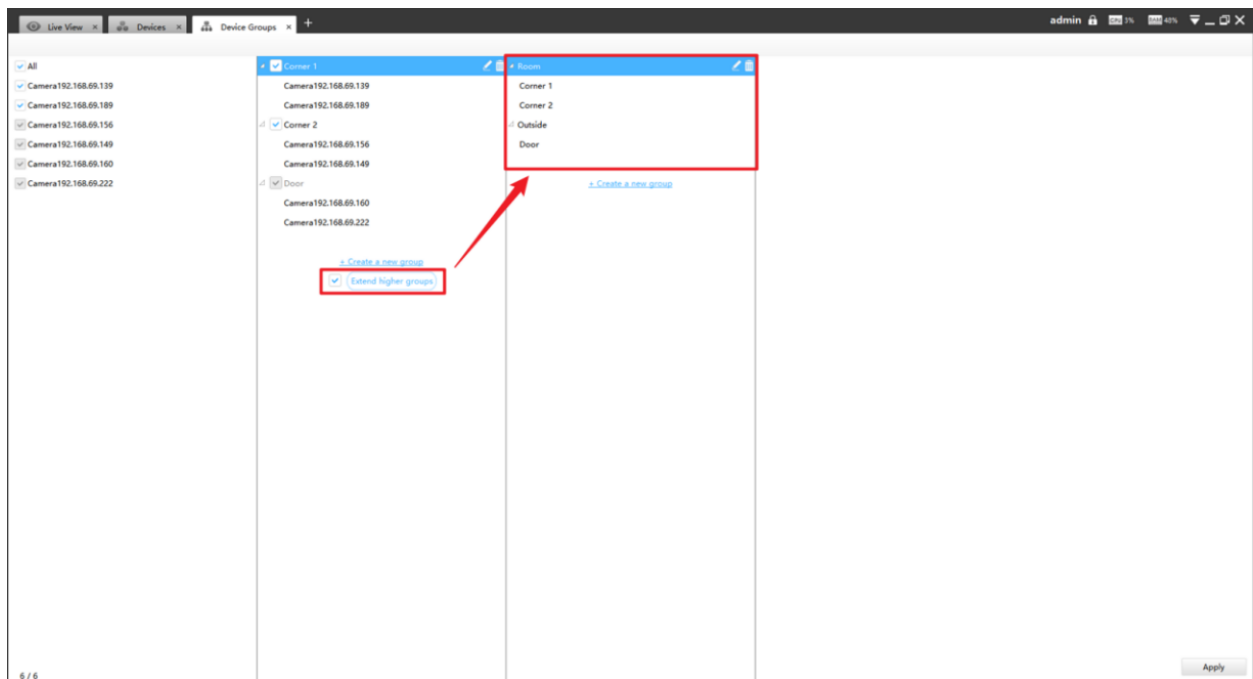 Live View × Devices × Device Groups × +
admin CPU 3% RAM 48%
All
Camera192.168.69.139
Camera192.168.69.189
Camera192.168.69.156
Camera192.168.69.149
Camera192.168.69.160
Camera192.168.69.222
6 / 6
Corner 1
Camera192.168.69.139
Camera192.168.69.189
Corner 2
Camera192.168.69.156
Camera192.168.69.149
Door
Camera192.168.69.160
Camera192.168.69.222
+ Create a new group
Extend higher groups
Room
Corner 1
Corner 2
Outside
Door
+ Create a new group
Apply